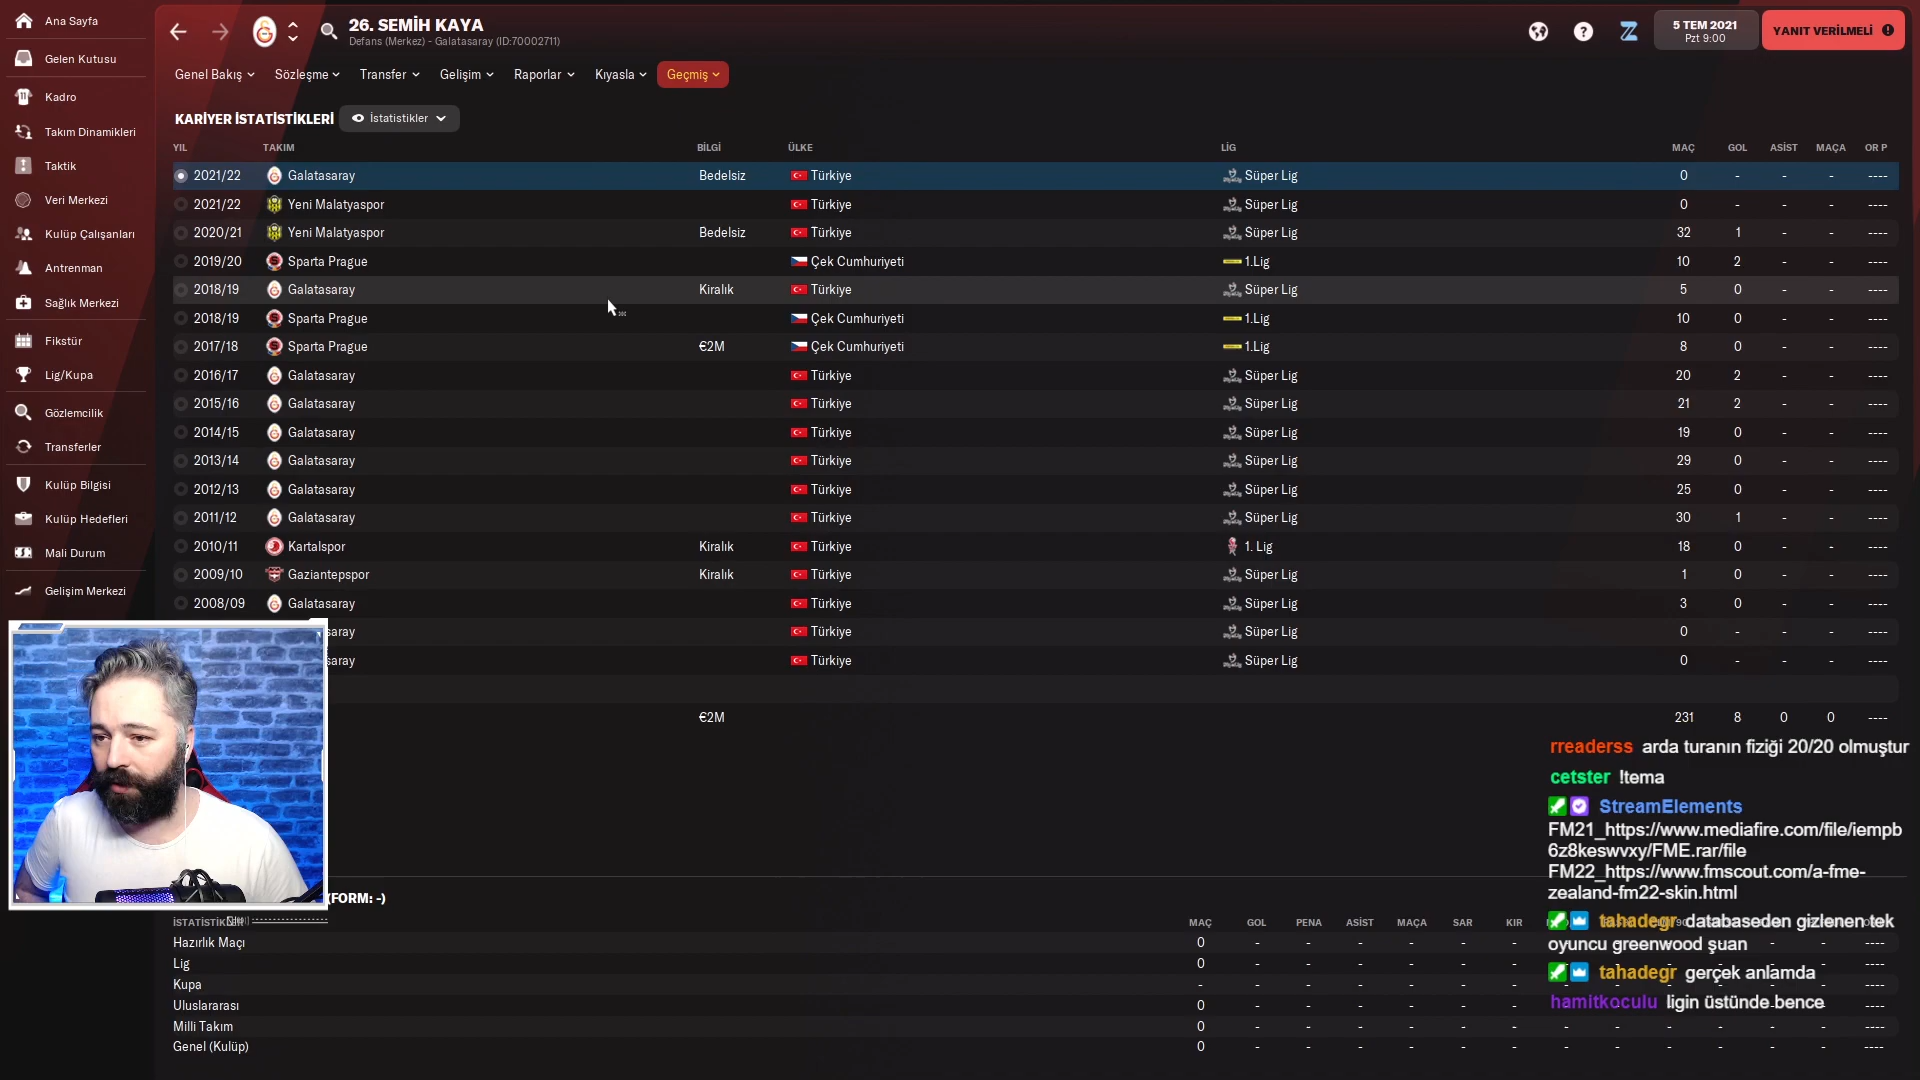 Ana Sayfa
Gelen Kutusu
Kadro
Takım Dinamikleri
Taktik
Veri Merkezi
Kulüp Çalışanları
Antrenman
Sağlık Merkezi
Fikstür
Lig/Kupa
Gözlemcilik
Transferler
Kulüp Bilgisi
Kulüp Hedefleri
Mali Durum
Gelişim Merkezi
26. SEMİH KAYA
Defans (Merkez) - Galatasaray (ID:70002711)
5 TEM 2021
Pzt 9:00
YANIT VERİLMELİ
Genel Bakış Sözleşme Transfer Gelişim Raporlar Kıyasla Geçmiş
KARİYER İSTATİSTİKLERİ İstatistikler
YIL TAKIM BİLGİ ÜLKE LİG MAÇ GOL ASİST MAÇA OR P
2021/22 Galatasaray Bedelsiz Türkiye Süper Lig 0 - - - ----
2021/22 Yeni Malatyaspor Türkiye Süper Lig 0 - - - ----
2020/21 Yeni Malatyaspor Bedelsiz Türkiye Süper Lig 32 1 - - ----
2019/20 Sparta Prague Çek Cumhuriyeti 1.Lig 10 2 - - ----
2018/19 Galatasaray Kiralık Türkiye Süper Lig 5 0 - - ----
2018/19 Sparta Prague Çek Cumhuriyeti 1.Lig 10 0 - - ----
2017/18 Sparta Prague €2M Çek Cumhuriyeti 1.Lig 8 0 - - ----
2016/17 Galatasaray Türkiye Süper Lig 20 2 - - ----
2015/16 Galatasaray Türkiye Süper Lig 21 2 - - ----
2014/15 Galatasaray Türkiye Süper Lig 19 0 - - ----
2013/14 Galatasaray Türkiye Süper Lig 29 0 - - ----
2012/13 Galatasaray Türkiye Süper Lig 25 0 - - ----
2011/12 Galatasaray Türkiye Süper Lig 30 1 - - ----
2010/11 Kartalspor Kiralık Türkiye 1. Lig 18 0 - - ----
2009/10 Gaziantepspor Kiralık Türkiye Süper Lig 1 0 - - ----
2008/09 Galatasaray Türkiye Süper Lig 3 0 - - ----
saray Türkiye Süper Lig 0 - - - ----
saray Türkiye Süper Lig 0 - - - ----
€2M 231 8 0 0 ----
rreaderss arda turanın fiziği 20/20 olmuştur
cetster !tema
StreamElements
FM21_https://www.mediafire.com/file/iempb
6z8keswvxy/FME.rar/file
FM22_https://www.fmscout.com/a-fme-
zealand-fm22-skin.html
tahadegr databaseden gizlenen tek
oyuncu greenwood şuan
tahadegr gerçek anlamda
hamitkoculu ligin üstünde bence
(FORM: -)
MAÇ GOL PENA ASİST MAÇA SAR KIR
Hazırlık Maçı 0 - - - - - - - - - - - - ----
Lig 0 - - - - - - - - - - - - ----
Kupa - - - - - - - - - - - - - ----
Uluslararası 0 - - - - - - - - - - - - ----
Milli Takım 0 - - - - - - - - - - - - ----
Genel (Kulüp) 0 - - - - - - - - - - - - ----